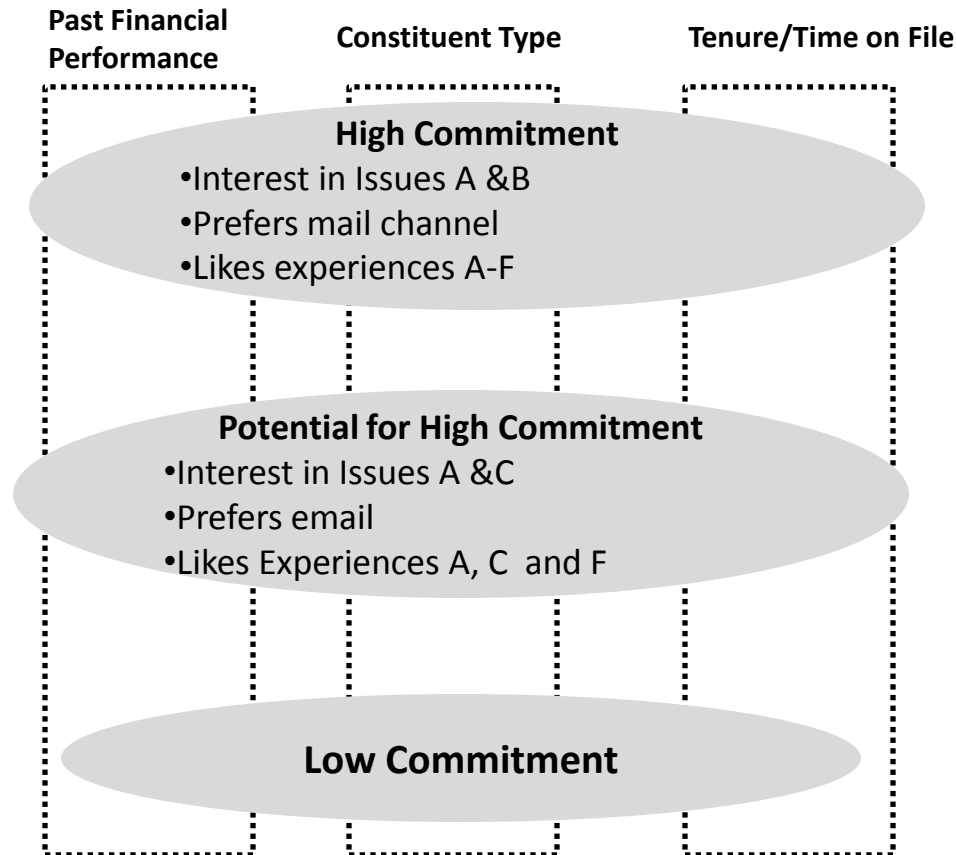 Past Financial
Performance
Constituent Type
Tenure/Time on File
High Commitment
•Interest in Issues A &B
•Prefers mail channel
•Likes experiences A-F
Potential for High Commitment
•Interest in Issues A &C
•Prefers email
•Likes Experiences A, C  and F
Low Commitment